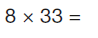 8 × 33 =